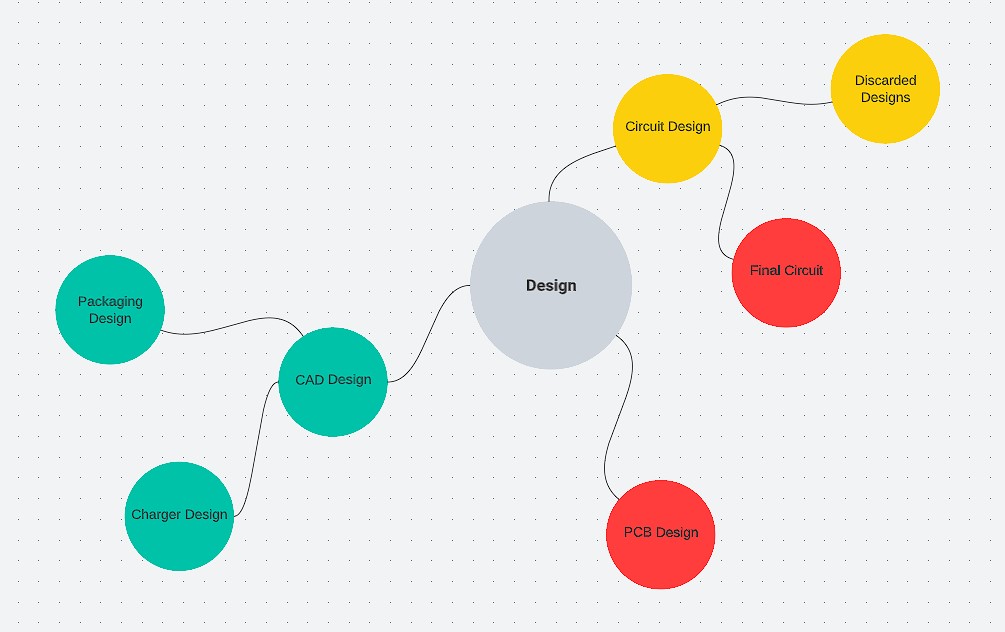 Discarded
Designs
Circuit Design
Final Circuit
Design
Packaging
Design
CAD Design
Charger Design
PCB Design